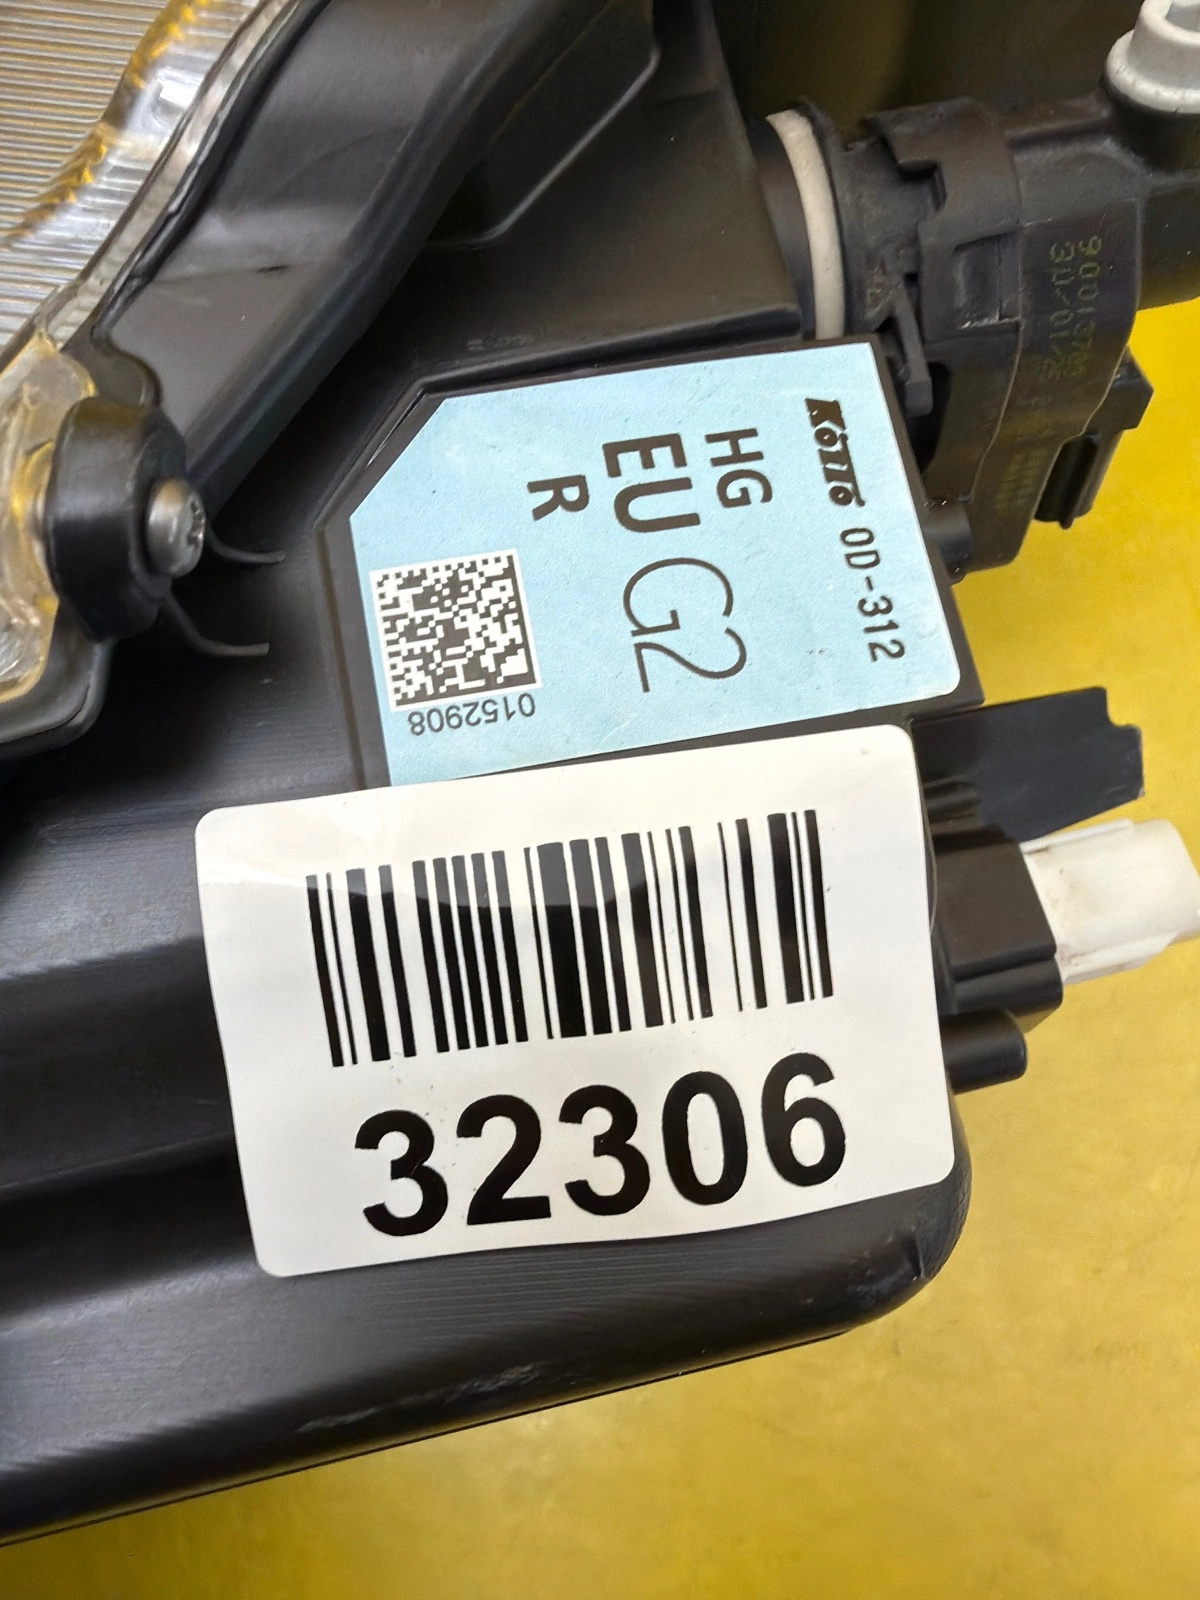 KOITO 0D-312
HG
EU G2
R
0152908
32306